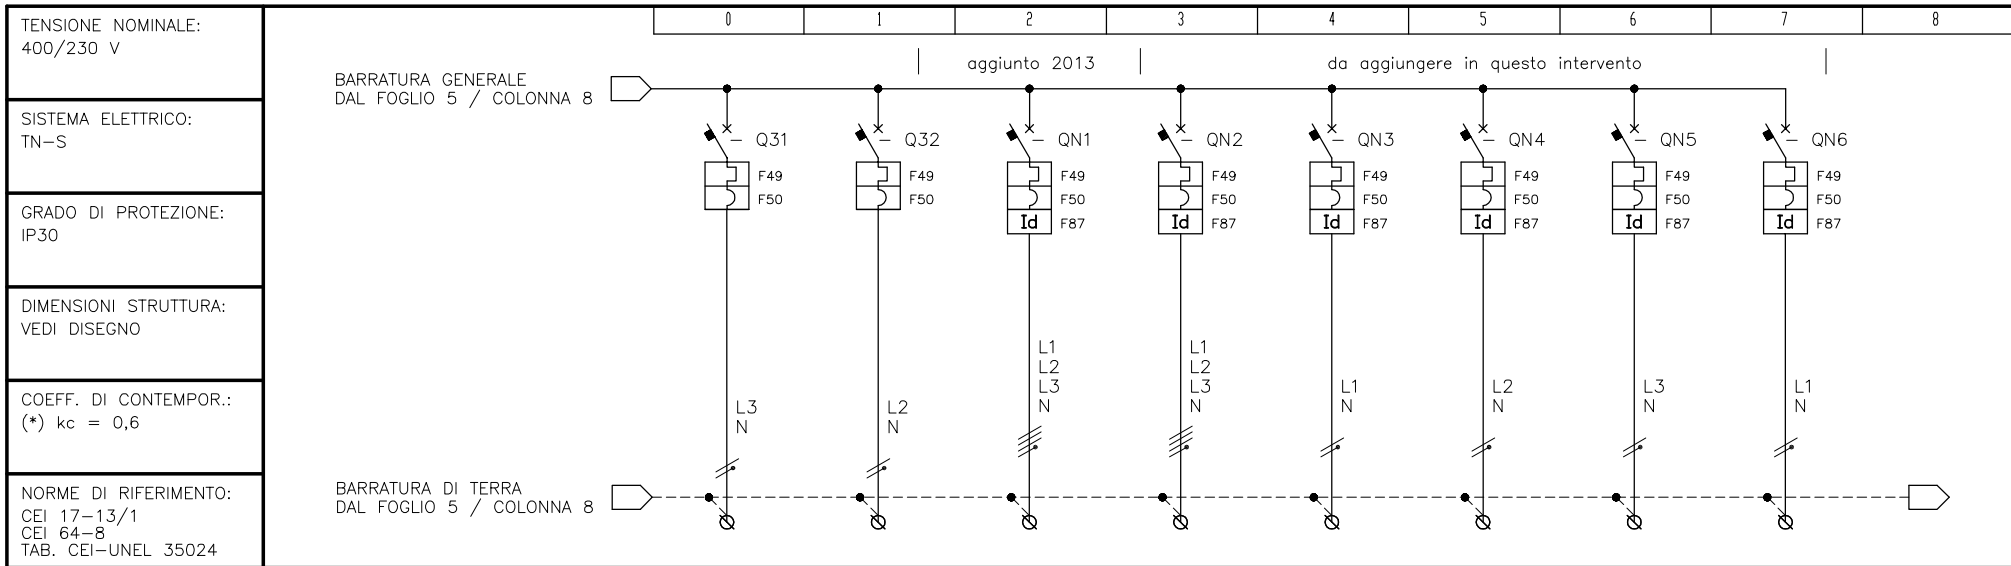 TENSIONE NOMINALE:
400/230 V
SISTEMA ELETTRICO:
TN-S
GRADO DI PROTEZIONE:
IP30
DIMENSIONI STRUTTURA:
VEDI DISEGNO
COEFF. DI CONTEMPOR.:
(*) kc = 0,6
NORME DI RIFERIMENTO:
CEI 17-13/1
CEI 64-8
TAB. CEI-UNEL 35024
0 1 2 3 4 5 6 7 8
aggiunto 2013 da aggiungere in questo intervento
BARRATURA GENERALE
DAL FOGLIO 5 / COLONNA 8
Q31 Q32 QN1 QN2 QN3 QN4 QN5 QN6
F49 F49 F49 F49 F49 F49 F49 F49
F50 F50 F50 F50 F50 F50 F50 F50
Id F87 Id F87 Id F87 Id F87 Id F87 Id F87
L1 L1
L2 L2
L3 L3 L1 L2 L3 L1
N N N N N N
L3 L2
N N
BARRATURA DI TERRA
DAL FOGLIO 5 / COLONNA 8